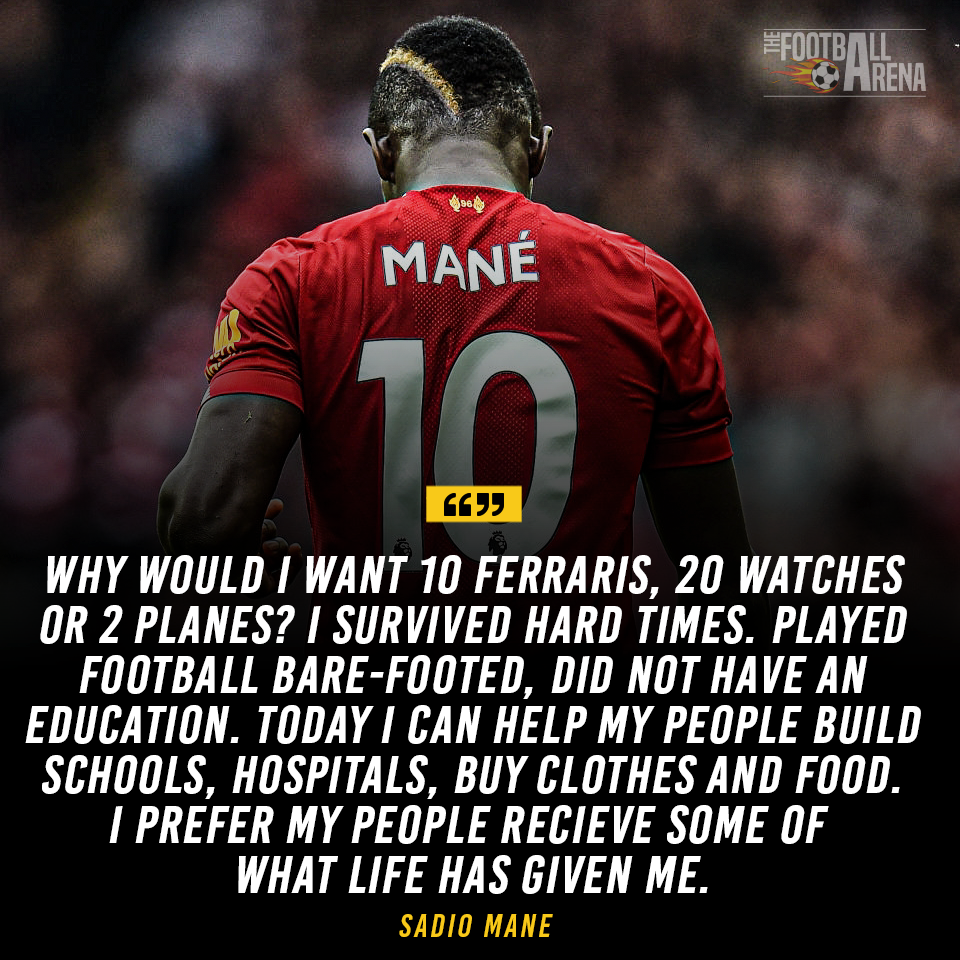 THE FOOTBALL
ARENA
96
MANÉ
10
““ ””
WHY WOULD I WANT 10 FERRARIS, 20 WATCHES
OR 2 PLANES? I SURVIVED HARD TIMES. PLAYED
FOOTBALL BARE-FOOTED, DID NOT HAVE AN
EDUCATION. TODAY I CAN HELP MY PEOPLE BUILD
SCHOOLS, HOSPITALS, BUY CLOTHES AND FOOD.
I PREFER MY PEOPLE RECIEVE SOME OF
WHAT LIFE HAS GIVEN ME.
SADIO MANE